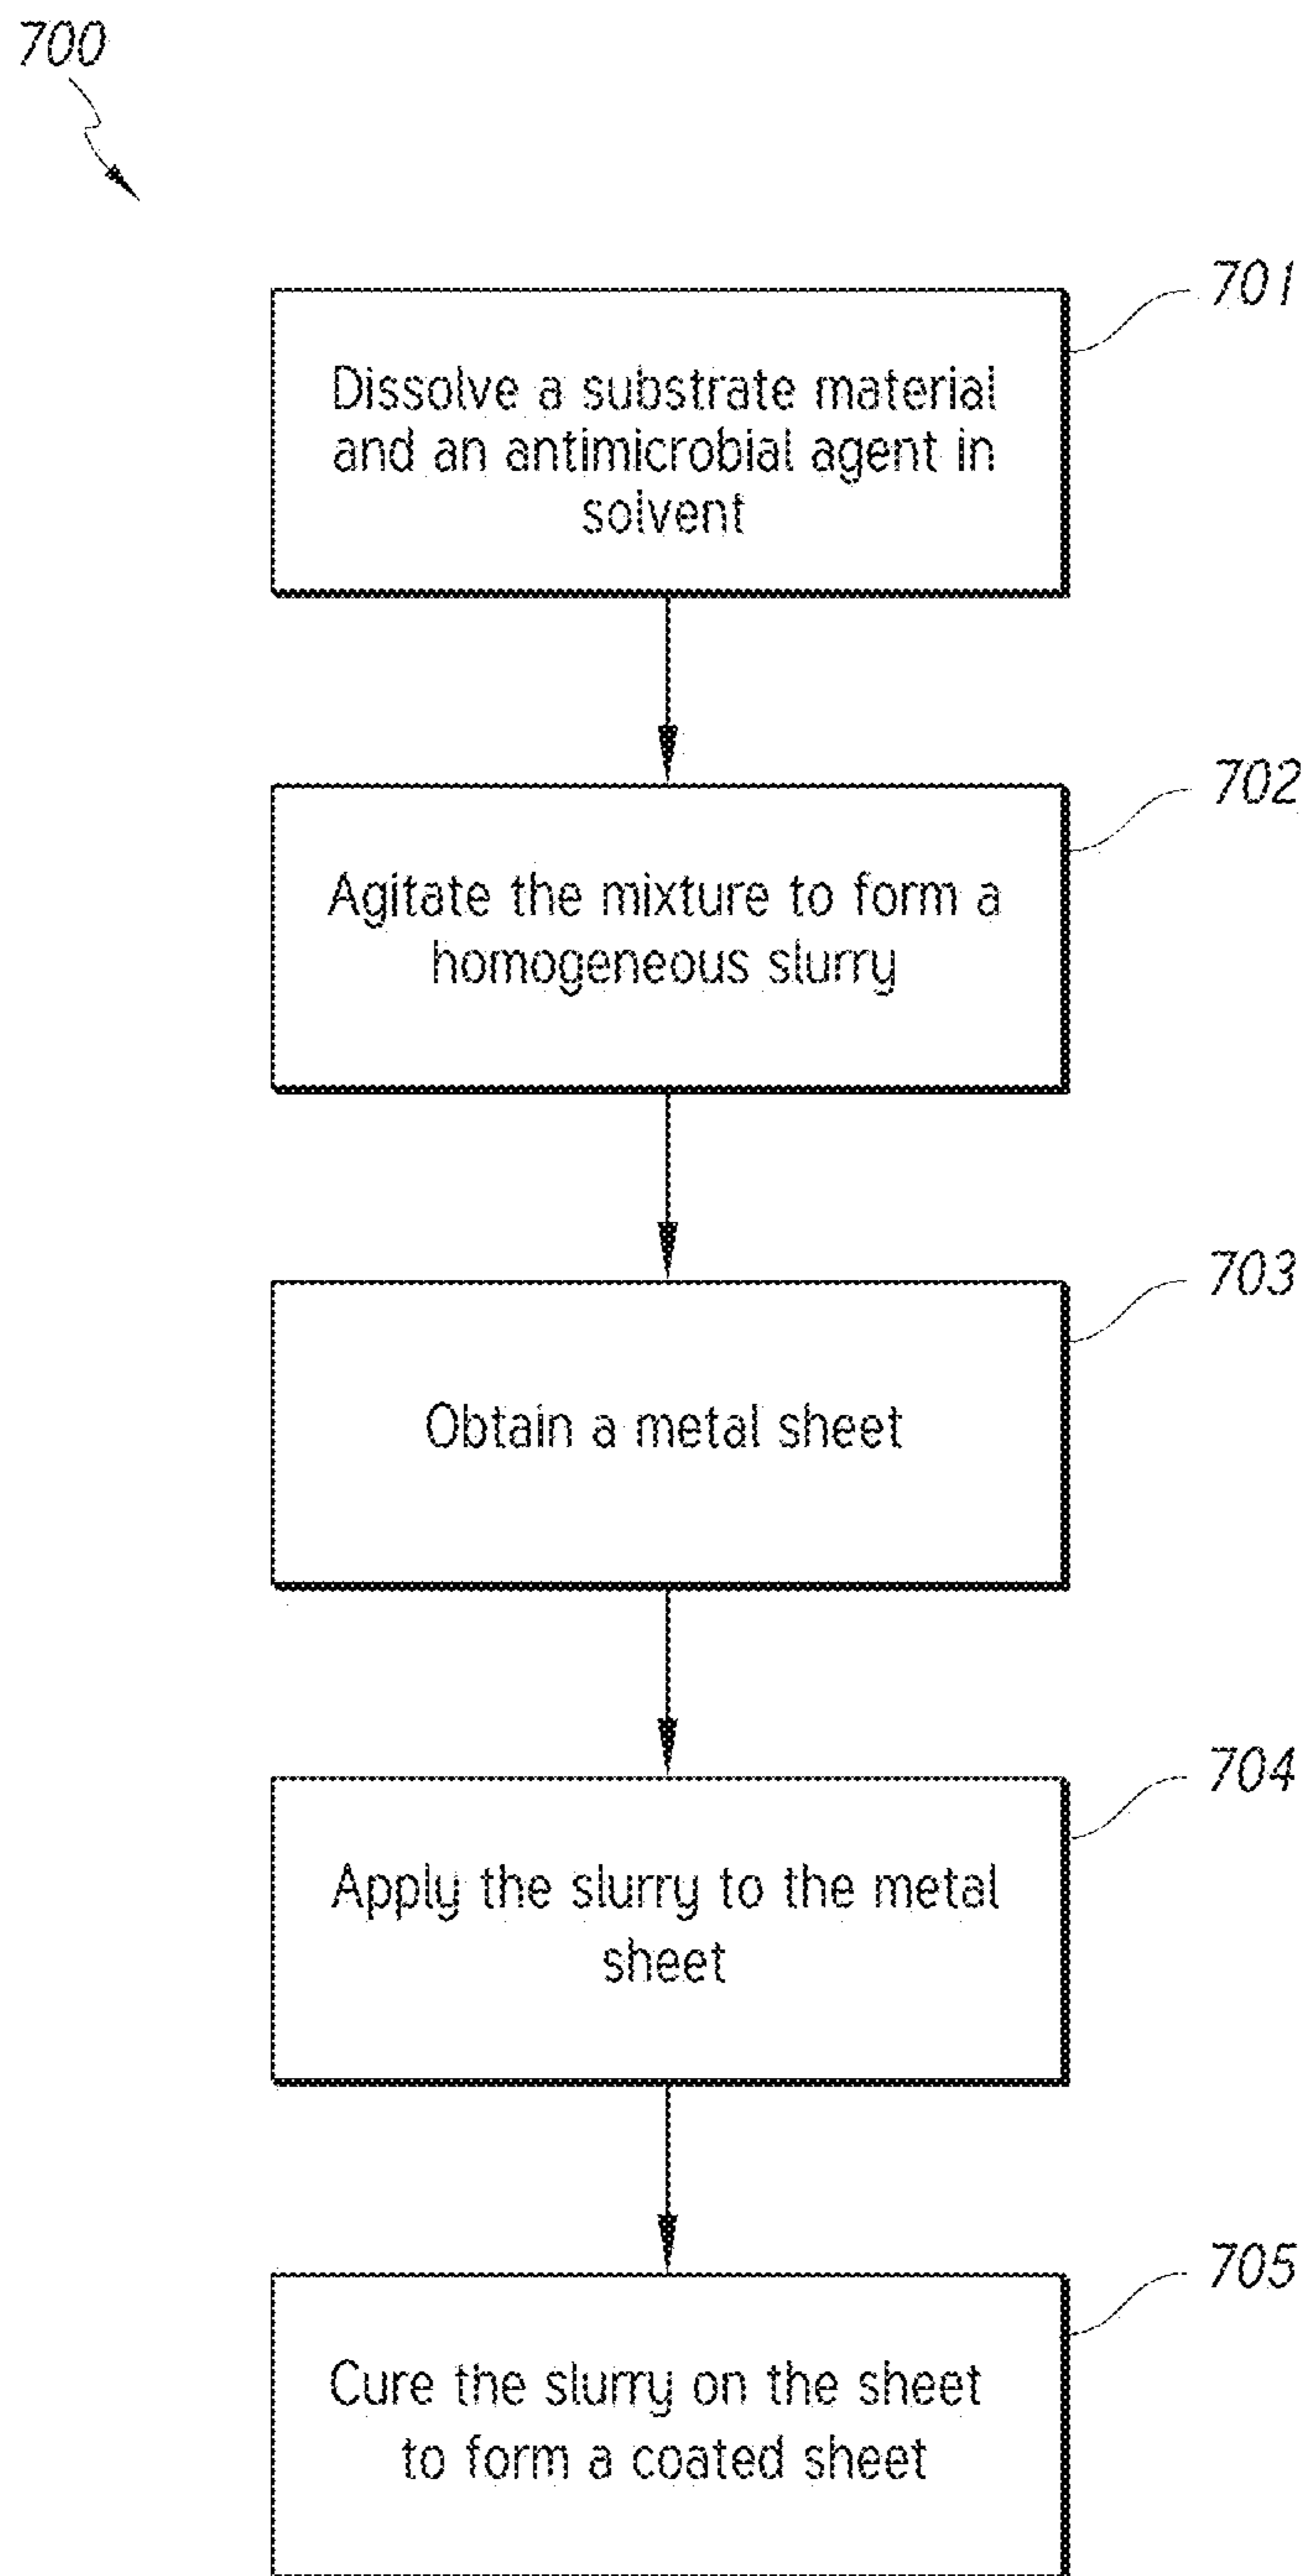 700
701
Dissolve a substrate material
and an antimicrobial agent in
solvent
702
Agitate the mixture to form a
homogeneous slurry
703
Obtain a metal sheet
704
Apply the slurry to the metal
sheet
705
Cure the slurry on the sheet
to form a coated sheet